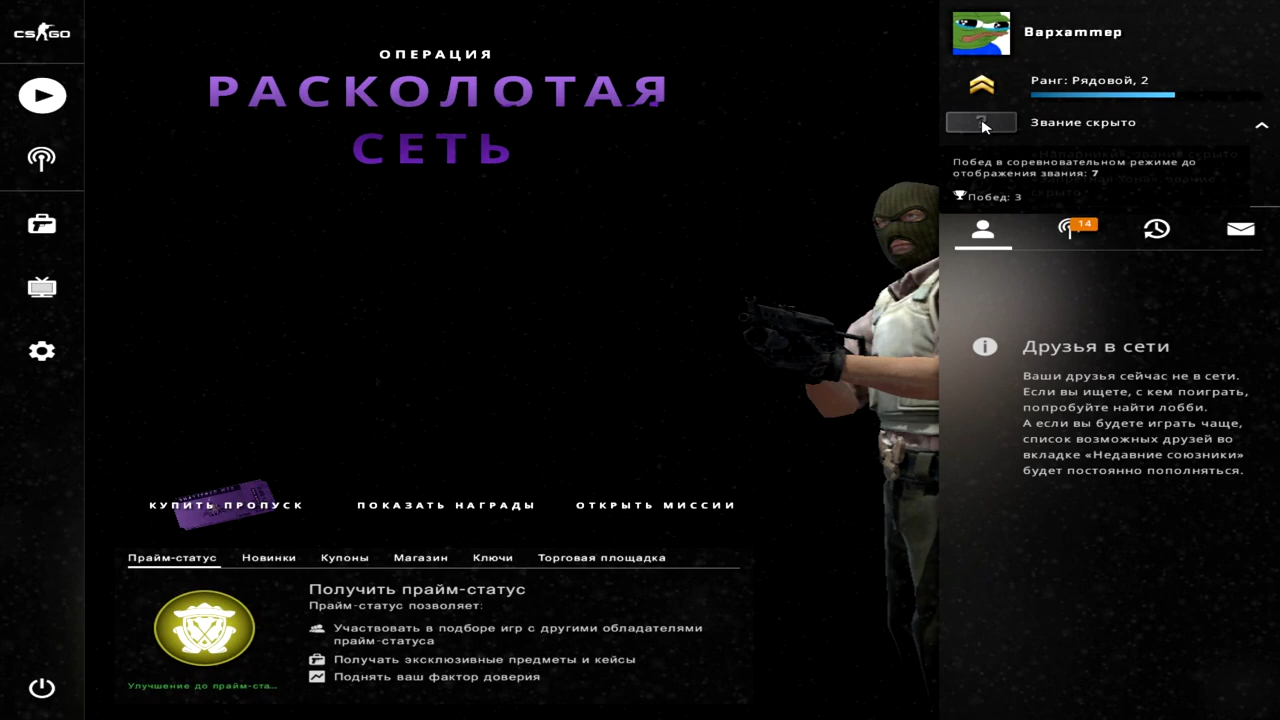 CS GO
Вархаттер
ОПЕРАЦИЯ
РАСКОЛОТАЯ
СЕТЬ
Ранг: Рядовой, 2
Звание скрыто
Побед в соревновательном режиме до
отображения звания: 7
Побед: 3
14
Друзья в сети
Ваши друзья сейчас не в сети.
Если вы ищете, с кем поиграть,
попробуйте найти лобби.
А если вы будете играть чаще,
список возможных друзей во
вкладке «Недавние союзники»
будет постоянно пополняться.
КУПИТЬ ПРОПУСК
ПОКАЗАТЬ НАГРАДЫ
ОТКРЫТЬ МИССИИ
Прайм-статус
Новинки
Купоны
Магазин
Ключи
Торговая площадка
Получить прайм-статус
Прайм-статус позволяет:
Участвовать в подборе игр с другими обладателями
прайм-статуса
Получать эксклюзивные предметы и кейсы
Поднять ваш фактор доверия
Улучшение до прайм-ста...